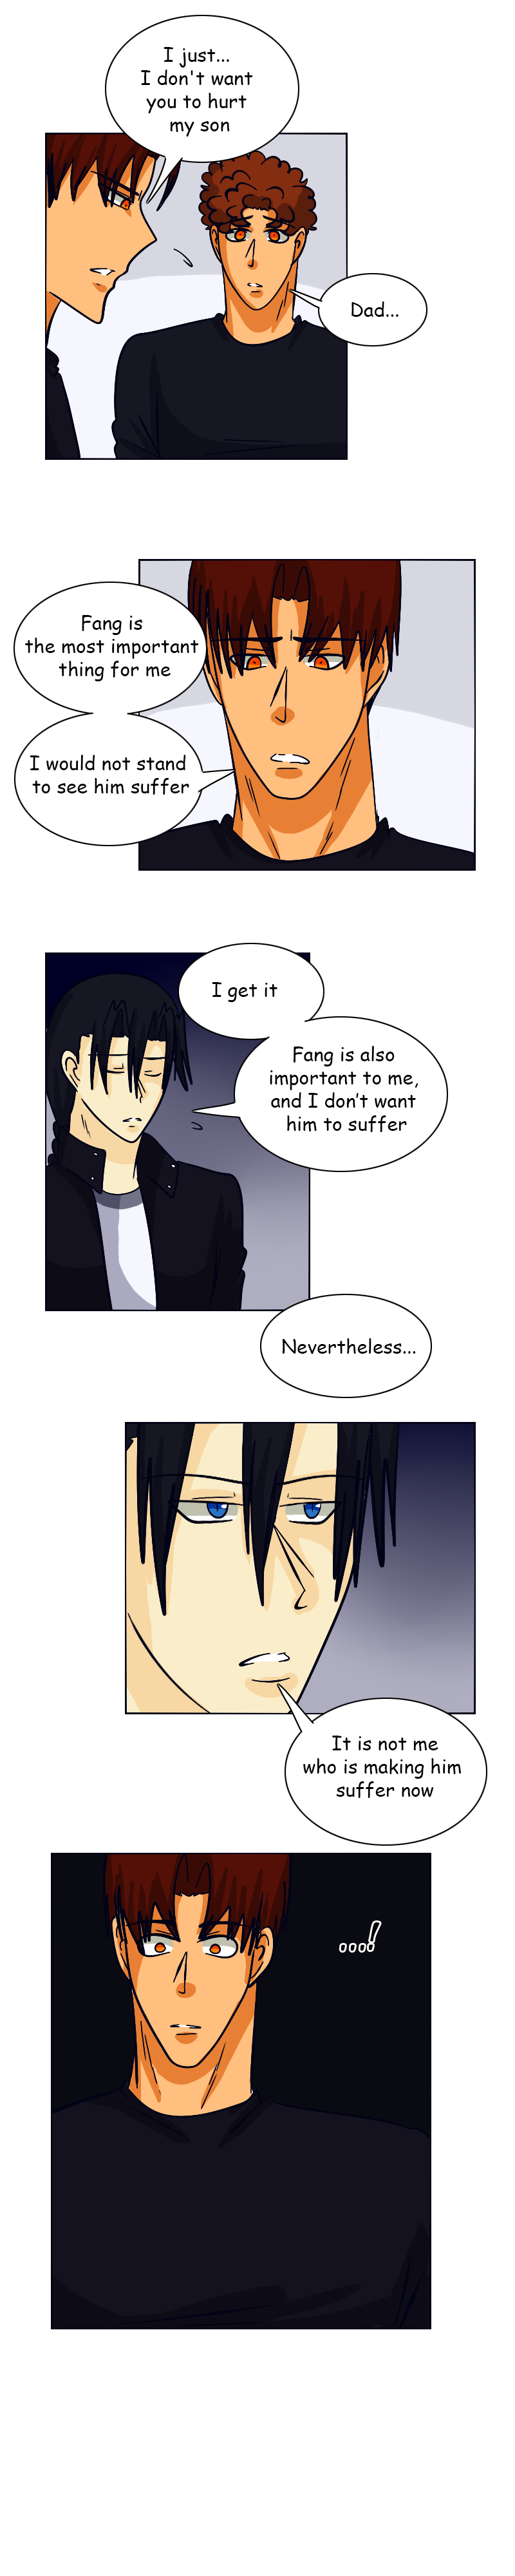 I just...
I don't want
you to hurt
my son
Dad...
Fang is
the most important
thing for me
I would not stand
to see him suffer
I get it
Fang is also
important to me,
and I don't want
him to suffer
Nevertheless...
It is not me
who is making him
suffer now
oooo!